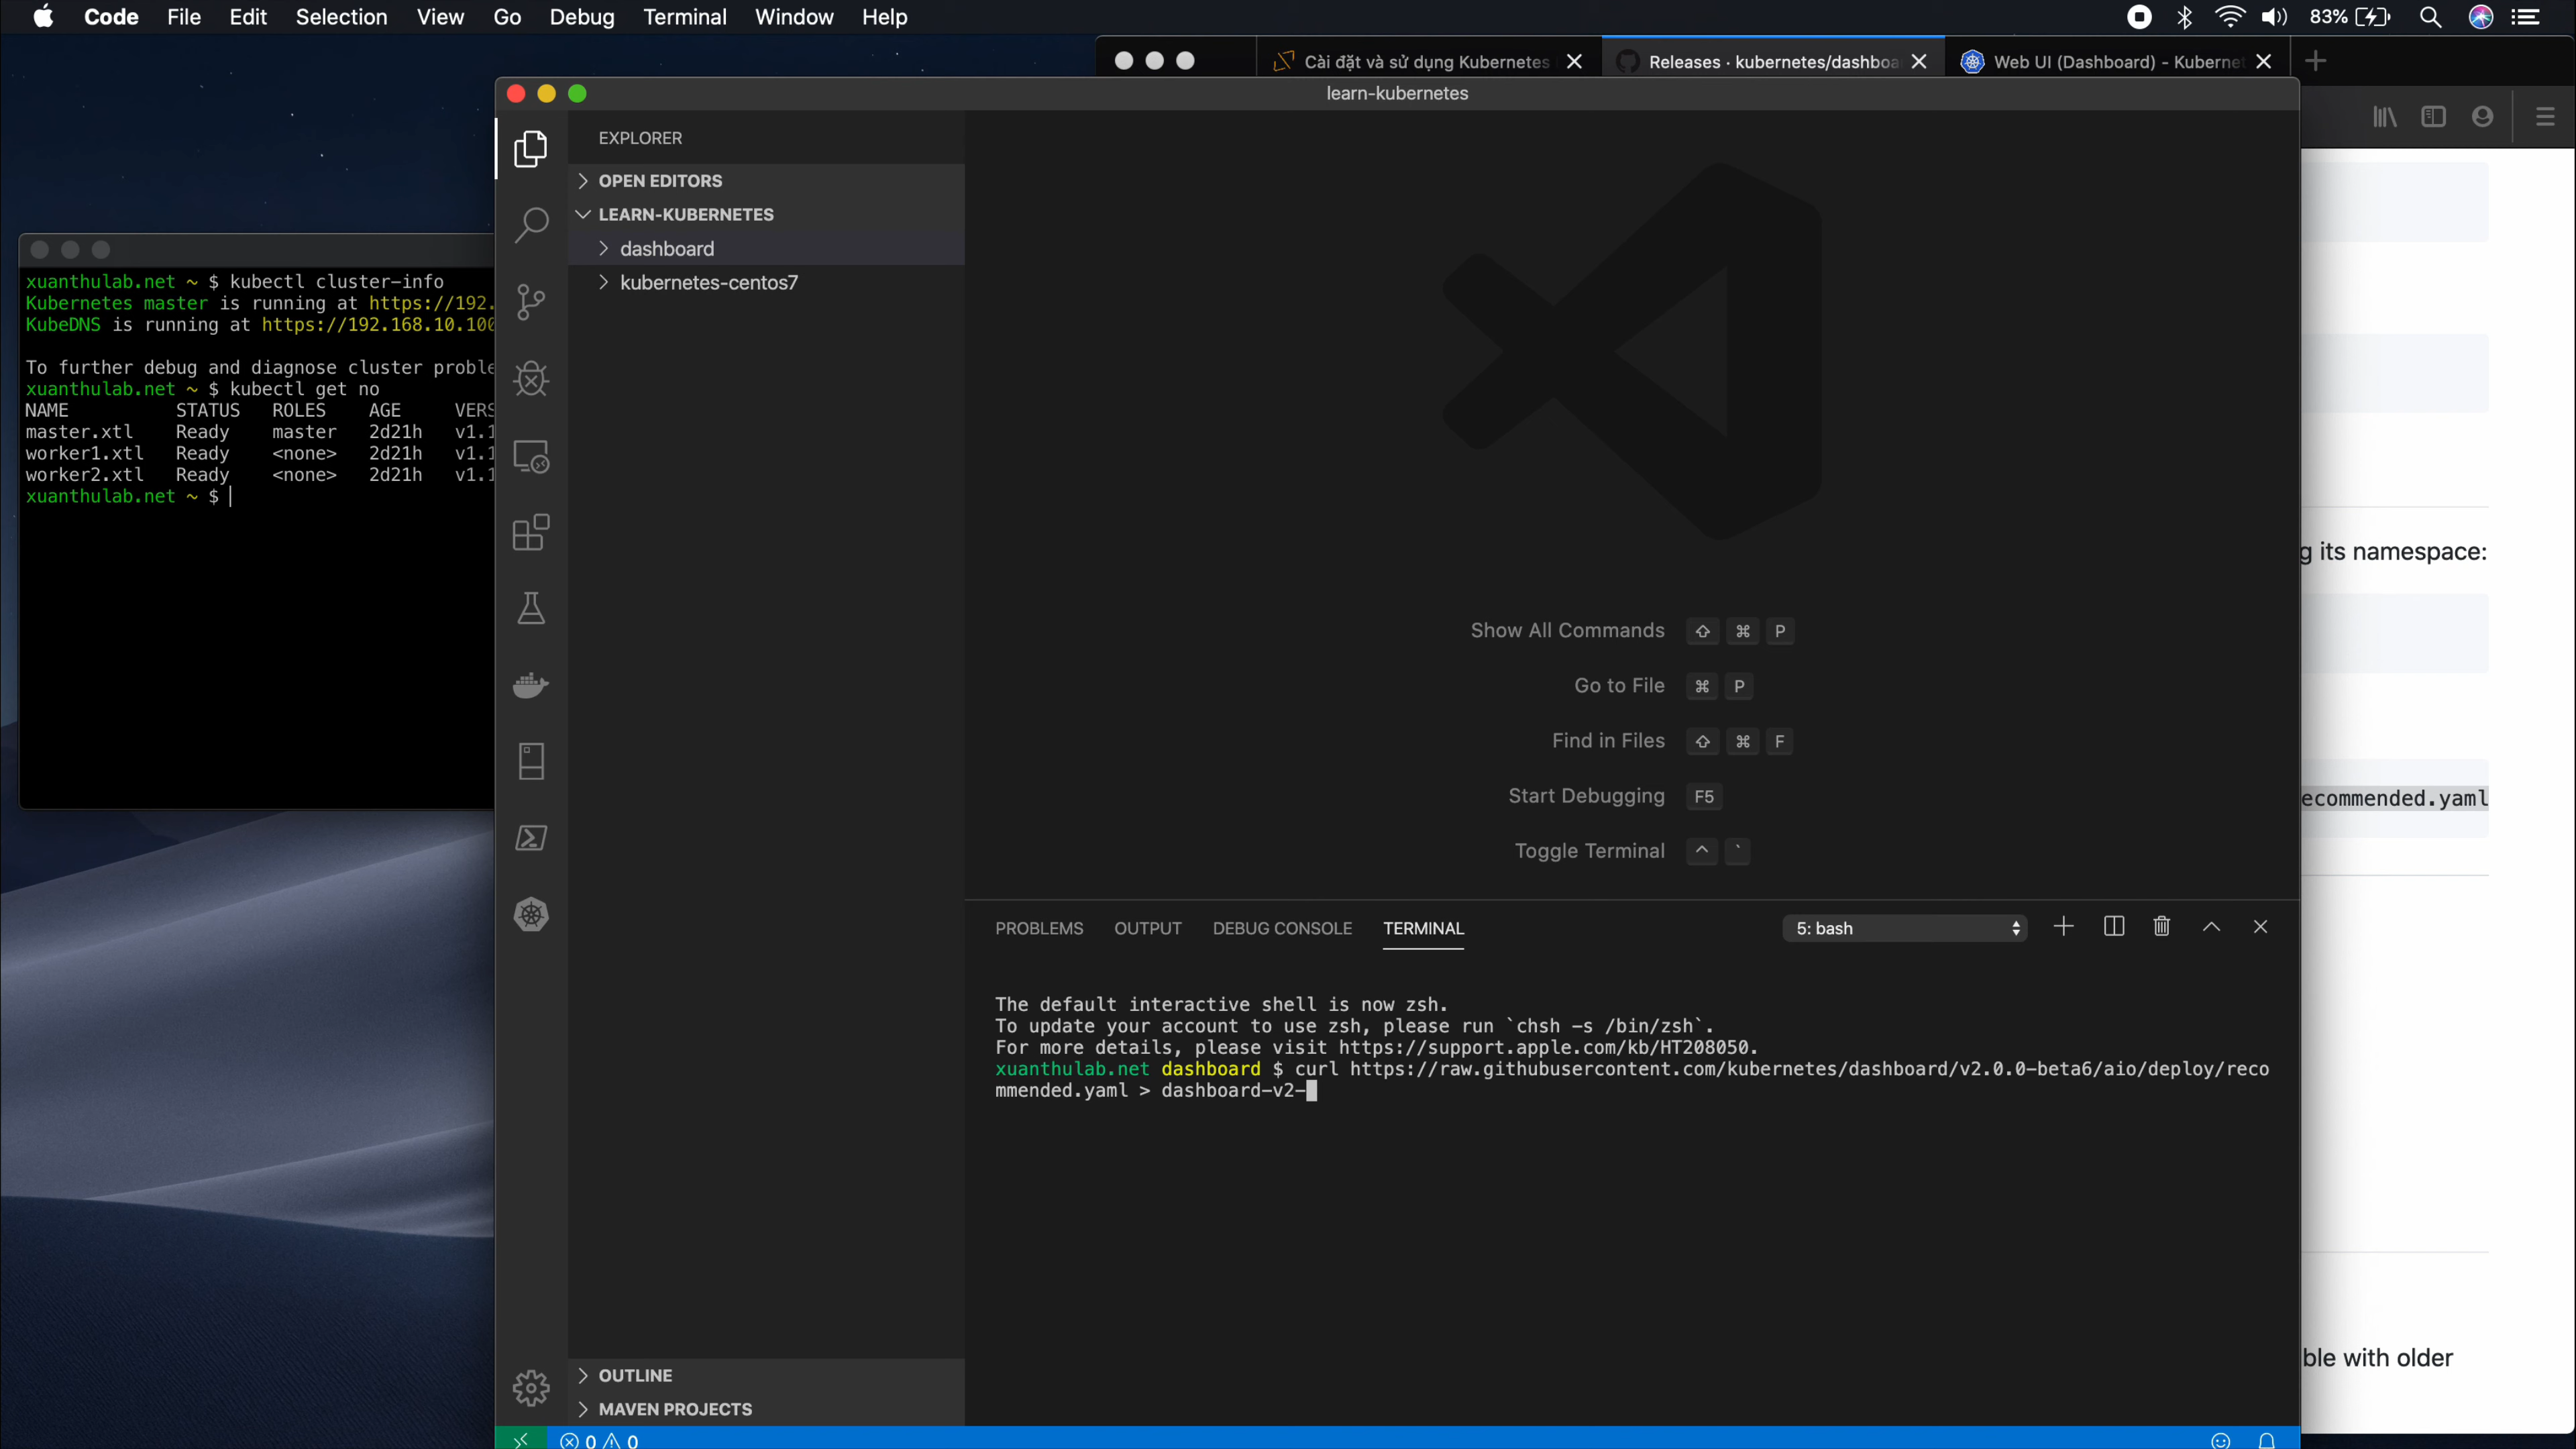 Code File Edit Selection View Go Debug Terminal Window Help
83%
Cài đặt và sử dụng Kubernetes
Releases · kubernetes/dashboa
Web UI (Dashboard) - Kubernet
learn-kubernetes
EXPLORER
OPEN EDITORS
LEARN-KUBERNETES
dashboard
kubernetes-centos7
xuanthulab.net ~ $ kubectl cluster-info
Kubernetes master is running at https://192.
KubeDNS is running at https://192.168.10.100
To further debug and diagnose cluster proble
xuanthulab.net ~ $ kubectl get no
NAME STATUS ROLES AGE VERS
master.xtl Ready master 2d21h v1.1
worker1.xtl Ready <none> 2d21h v1.1
worker2.xtl Ready <none> 2d21h v1.1
xuanthulab.net ~ $
Show All Commands ⇧ ⌘ P
Go to File ⌘ P
Find in Files ⇧ ⌘ F
Start Debugging F5
Toggle Terminal ^ `
g its namespace:
ecommended.yaml
ble with older
PROBLEMS OUTPUT DEBUG CONSOLE TERMINAL
5: bash
The default interactive shell is now zsh.
To update your account to use zsh, please run `chsh -s /bin/zsh`.
For more details, please visit https://support.apple.com/kb/HT208050.
xuanthulab.net dashboard $ curl https://raw.githubusercontent.com/kubernetes/dashboard/v2.0.0-beta6/aio/deploy/reco
mmended.yaml > dashboard-v2-
OUTLINE
MAVEN PROJECTS
0 0